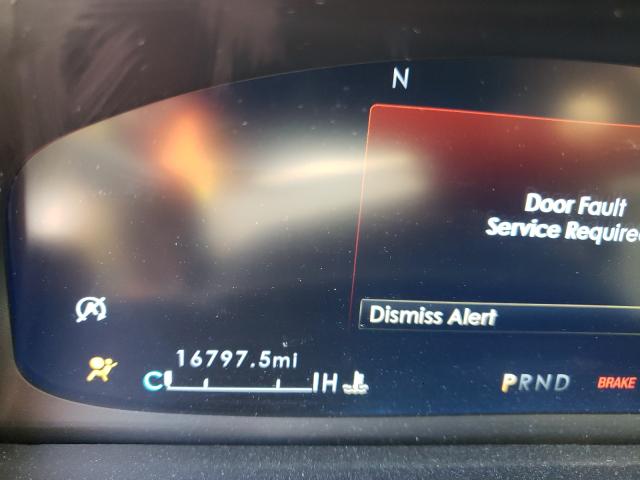 N
Door Fault
Service Require
Dismiss Alert
16797.5mi
C H
PRND BRAKE